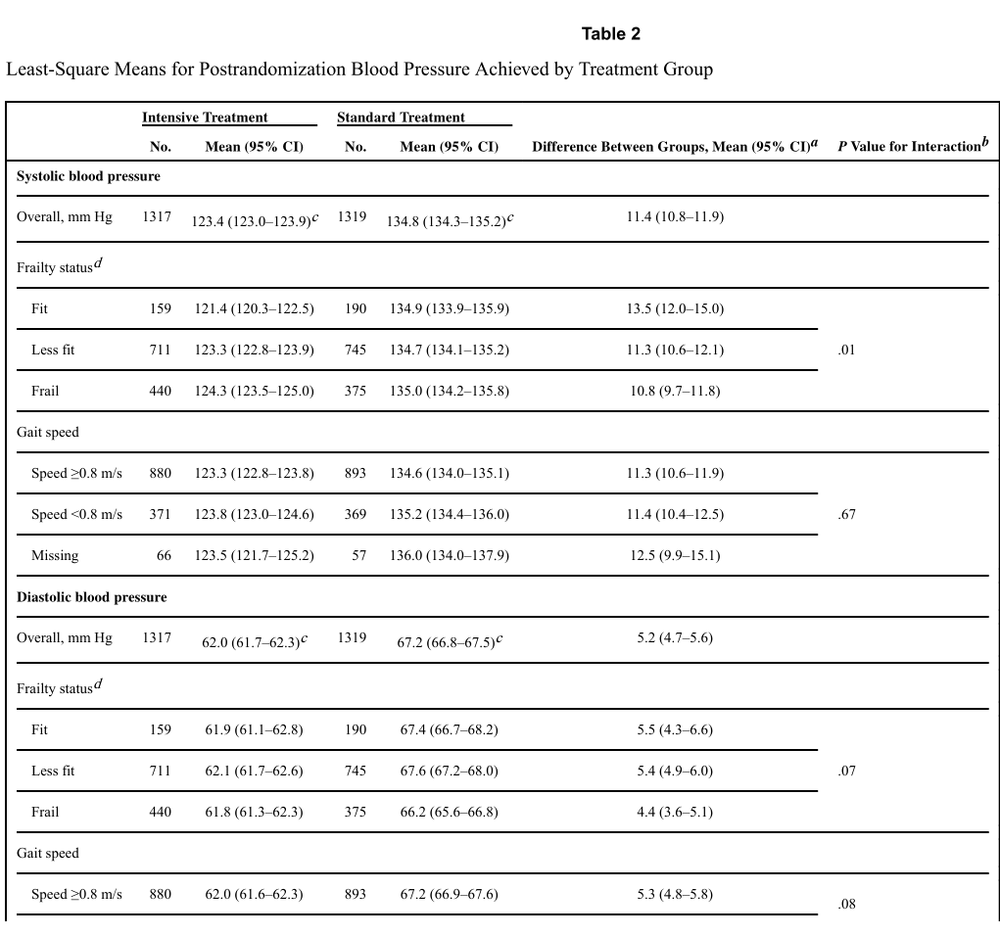 Table 2
Least-Square Means for Postrandomization Blood Pressure Achieved by Treatment Group
Intensive Treatment Standard Treatment
No. Mean (95% CI) No. Mean (95% CI) Difference Between Groups, Mean (95% CI)a P Value for Interactionb
Systolic blood pressure
Overall, mm Hg 1317 123.4 (123.0–123.9)c 1319 134.8 (134.3–135.2)c 11.4 (10.8–11.9)
Frailty statusd
Fit 159 121.4 (120.3–122.5) 190 134.9 (133.9–135.9) 13.5 (12.0–15.0)
Less fit 711 123.3 (122.8–123.9) 745 134.7 (134.1–135.2) 11.3 (10.6–12.1) .01
Frail 440 124.3 (123.5–125.0) 375 135.0 (134.2–135.8) 10.8 (9.7–11.8)
Gait speed
Speed ≥0.8 m/s 880 123.3 (122.8–123.8) 893 134.6 (134.0–135.1) 11.3 (10.6–11.9)
Speed <0.8 m/s 371 123.8 (123.0–124.6) 369 135.2 (134.4–136.0) 11.4 (10.4–12.5) .67
Missing 66 123.5 (121.7–125.2) 57 136.0 (134.0–137.9) 12.5 (9.9–15.1)
Diastolic blood pressure
Overall, mm Hg 1317 62.0 (61.7–62.3)c 1319 67.2 (66.8–67.5)c 5.2 (4.7–5.6)
Frailty statusd
Fit 159 61.9 (61.1–62.8) 190 67.4 (66.7–68.2) 5.5 (4.3–6.6)
Less fit 711 62.1 (61.7–62.6) 745 67.6 (67.2–68.0) 5.4 (4.9–6.0) .07
Frail 440 61.8 (61.3–62.3) 375 66.2 (65.6–66.8) 4.4 (3.6–5.1)
Gait speed
Speed ≥0.8 m/s 880 62.0 (61.6–62.3) 893 67.2 (66.9–67.6) 5.3 (4.8–5.8)
.08